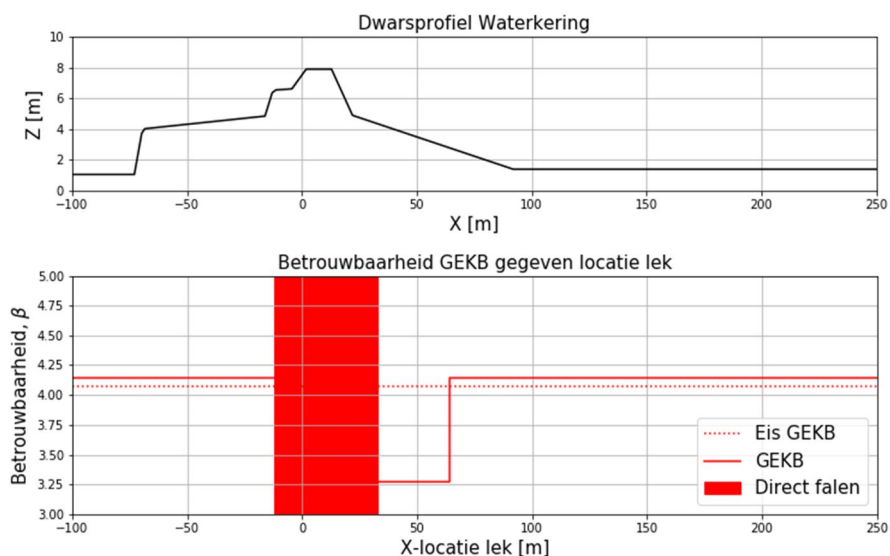 Dwarsprofiel Waterkering
10
8
6
4
2
0
Z [m]
−100 −50 0 50 100 150 200 250
X [m]
Betrouwbaarheid GEKB gegeven locatie lek
5.00
4.75
4.50
4.25
4.00
3.75
3.50
3.25
3.00
Betrouwbaarheid, β
Eis GEKB
GEKB
Direct falen
−100 −50 0 50 100 150 200 250
X-locatie lek [m]